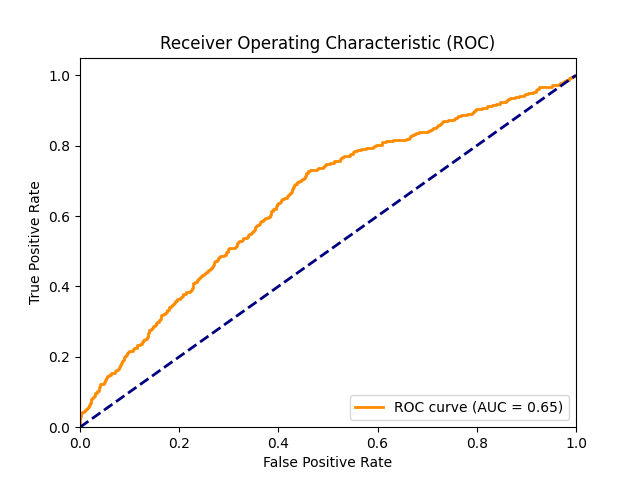 Receiver Operating Characteristic (ROC)
1.0
0.8
0.6
0.4
0.2
0.0
True Positive Rate
ROC curve (AUC = 0.65)
0.0 0.2 0.4 0.6 0.8 1.0
False Positive Rate